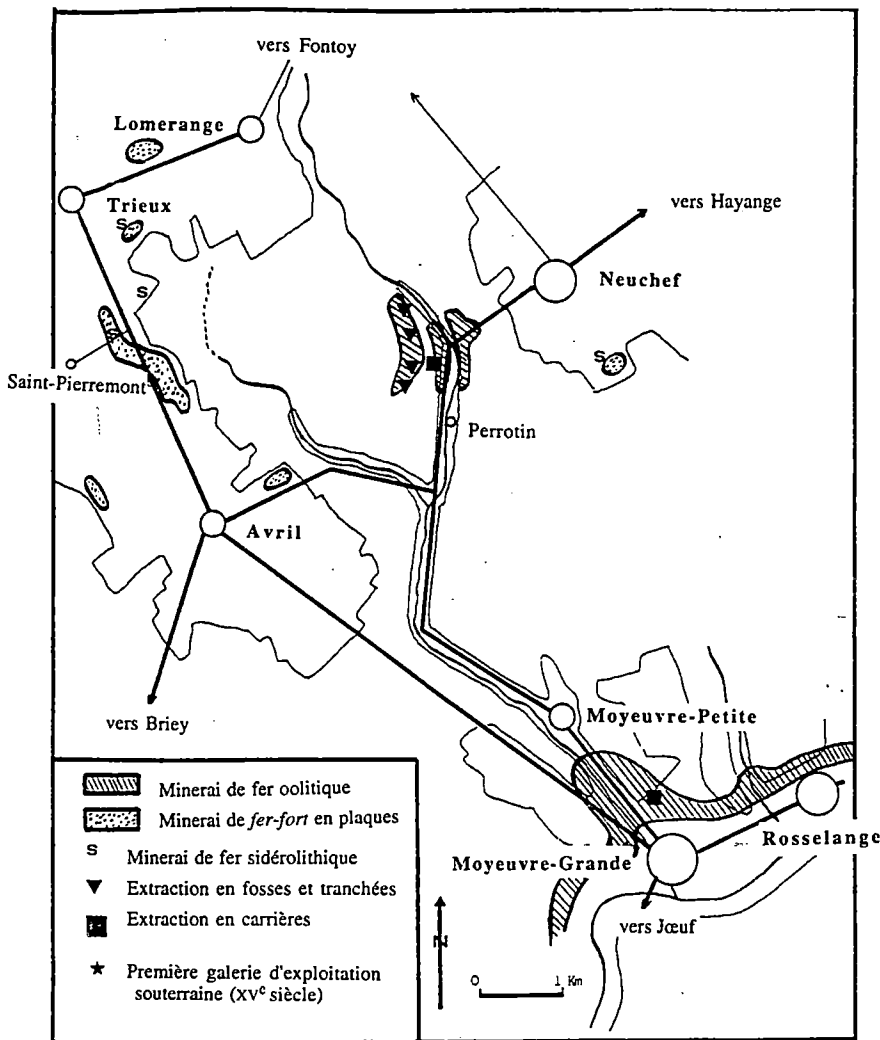 vers Fontoy
Lomerange
Trieux
S
vers Hayange
Neuchef
S
S
Saint-Pierremont
Perrotin
Avril
vers Briey
Moyeuvre-Petite
Rosselange
Moyeuvre-Grande
vers Jœuf
Minerai de fer oolitique
Minerai de fer-fort en plaques
S Minerai de fer sidérolithique
Extraction en fosses et tranchées
Extraction en carrières
Première galerie d'exploitation
souterraine (XVe siècle)
N
0 1 Km